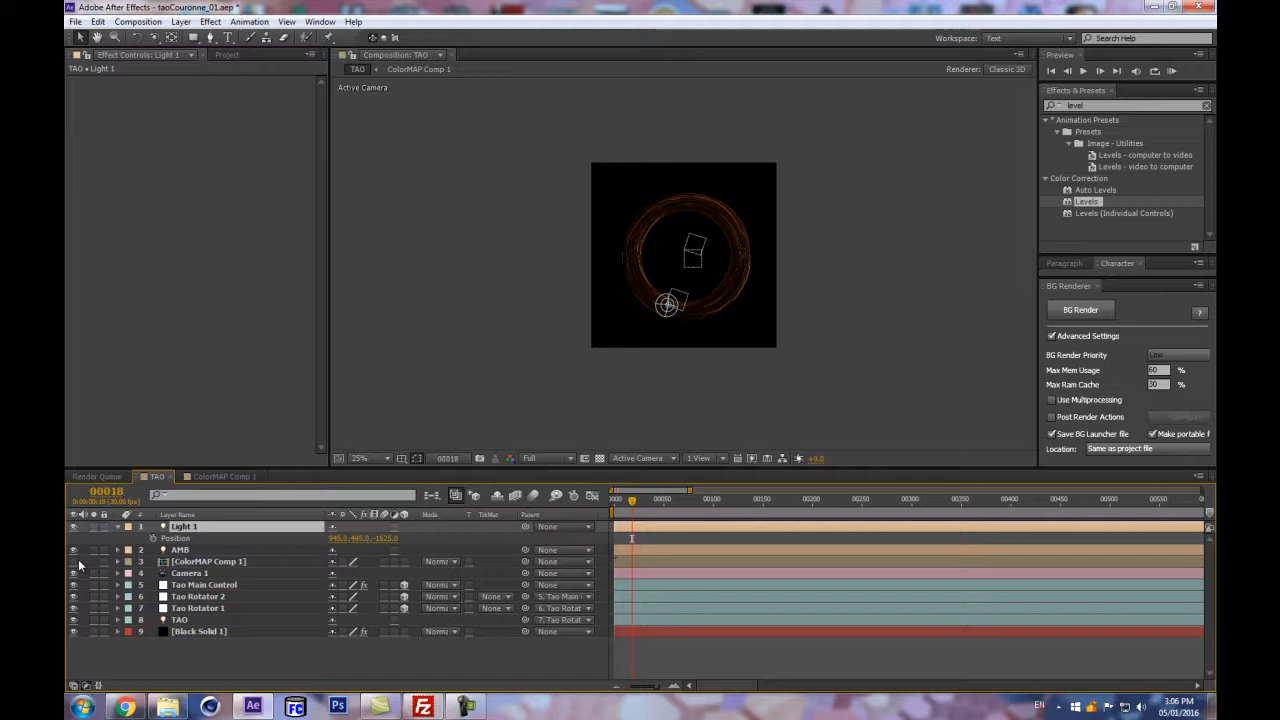 Adobe After Effects - taoCouronne_01.aep *
File Edit Composition Layer Effect Animation View Window Help
Workspace: Text Search Help
Effect Controls: Light 1 Project
TAO • Light 1
Composition: TAO
TAO ColorMAP Comp 1
Renderer: Classic 3D
Active Camera
Preview
Effects & Presets
level
* Animation Presets
Presets
Image - Utilities
Levels - computer to video
Levels - video to computer
Color Correction
Auto Levels
Levels
Levels (Individual Controls)
Paragraph Character
BG Renderer
BG Render ?
Advanced Settings
BG Render Priority Low
Max Mem Usage 60 %
Max Ram Cache 30 %
Use Multiprocessing
Post Render Actions
Save BG Launcher file Make portable f
Location: Same as project file
25% 00018 Full Active Camera 1 View +0.0
Render Queue TAO ColorMAP Comp 1
00018
0:00:00:18 (30.00 fps)
0000 00050 00100 00150 00200 00250 00300 00350 00400 00450 00500 00550
# Layer Name Mode T TrkMat Parent
1 Light 1 None
Position 945.0,495.0,-1625.0
2 AMB None
3 [ColorMAP Comp 1] Norma None
4 Camera 1 None
5 Tao Main Control Norma None
6 Tao Rotator 2 Norma None 5. Tao Main
7 Tao Rotator 1 Norma None 6. Tao Rotat
8 TAO 7. Tao Rotat
9 [Black Solid 1] Norma None
Ae FC Ps Fz
EN 3:06 PM
05/01/2016